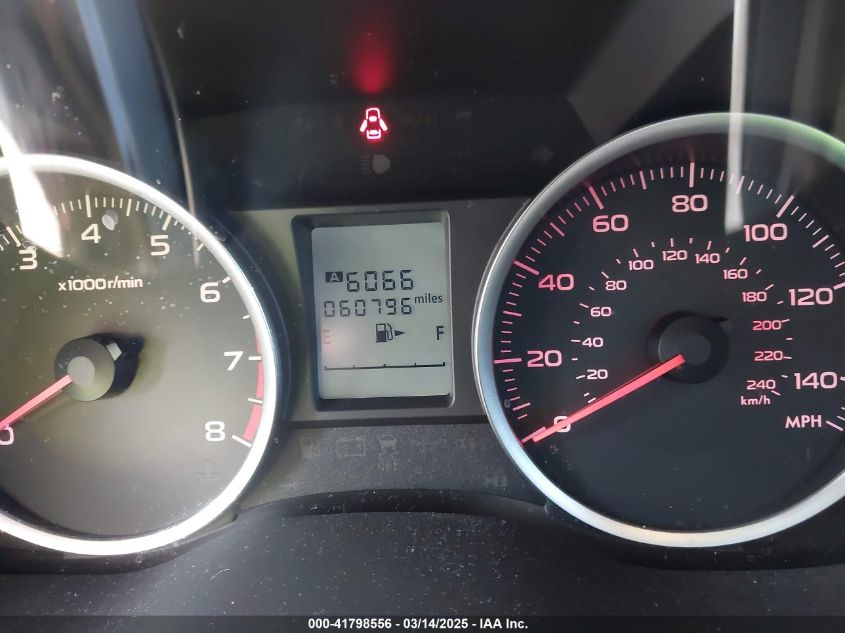 3 4 5 6 7 8
x1000r/min
0
A 6066
060796 miles
E F
0 20 40 60 80 100 120 140
MPH
20 40 60 80 100 120 140 160 180 200 220 240
km/h
000-41798556 - 03/14/2025 - IAA Inc.